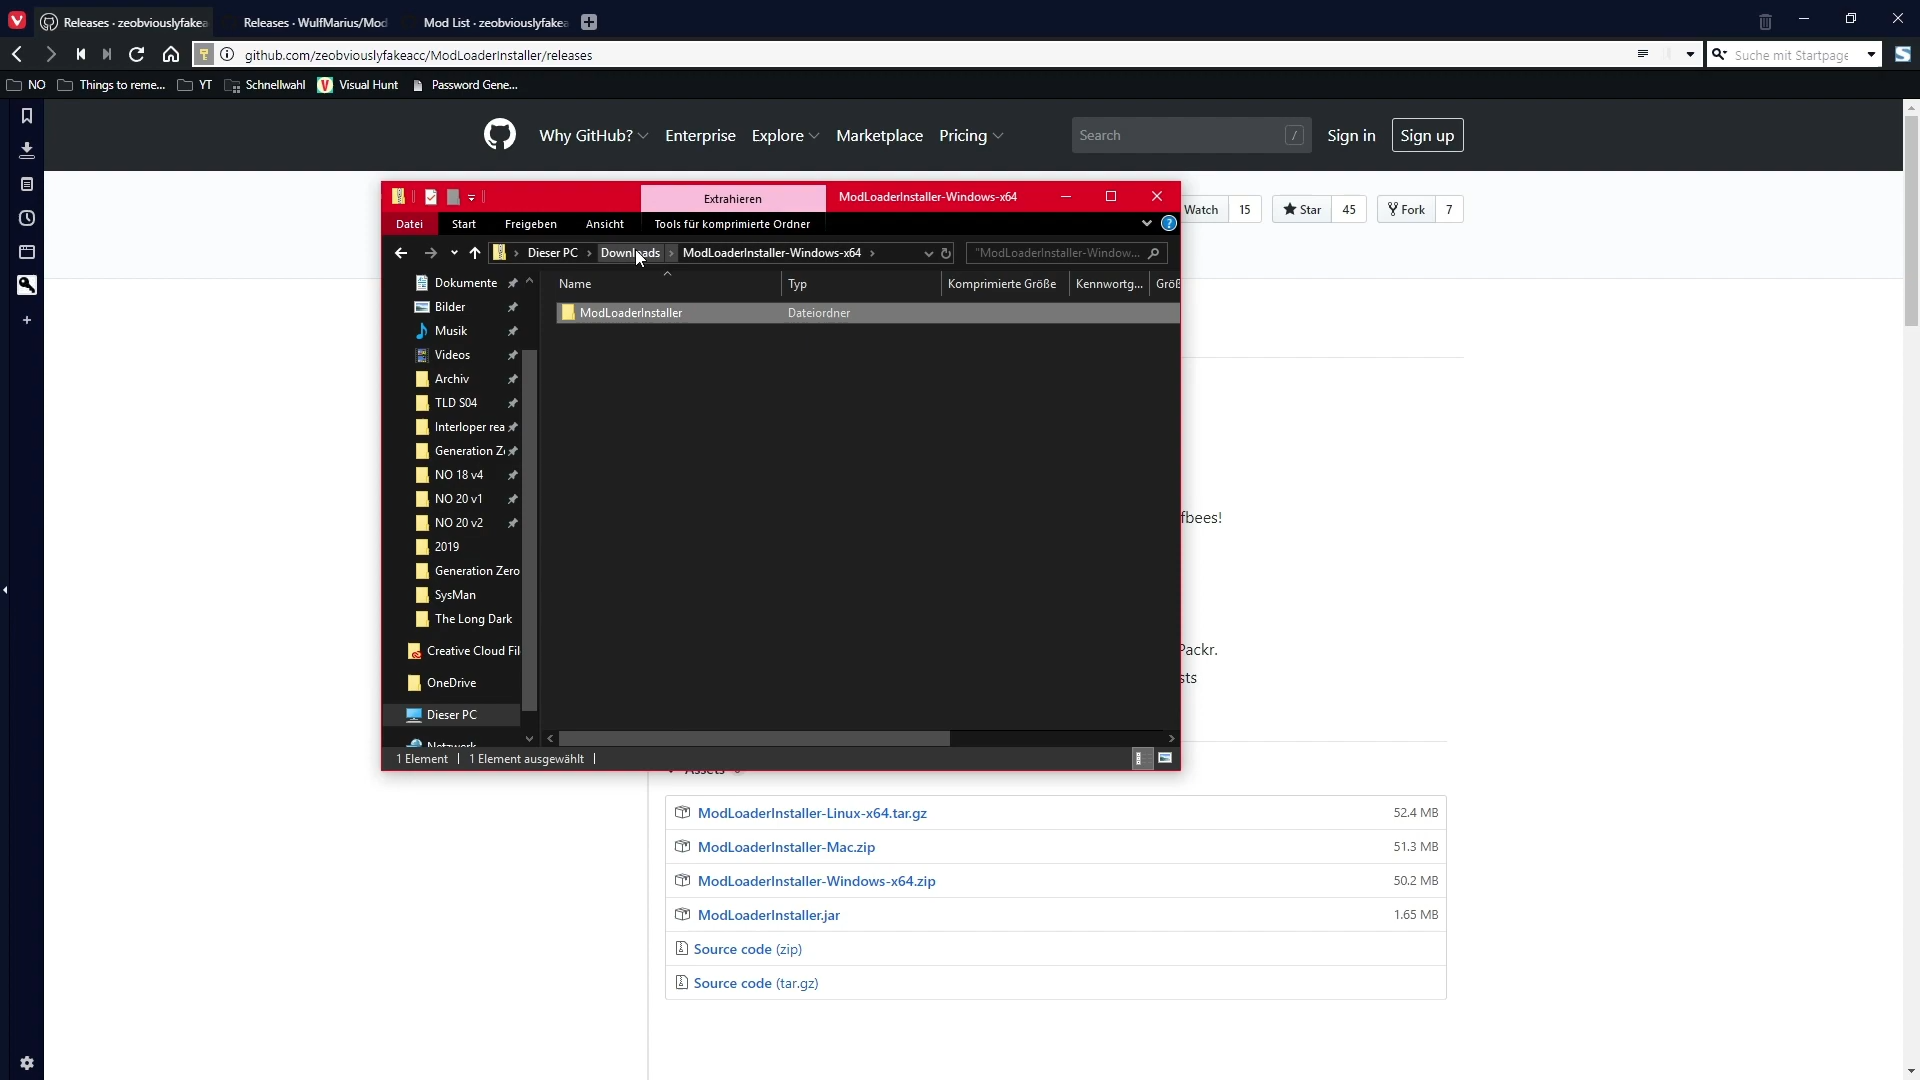 Releases · zeobviouslyfakea
Releases · WulfMarius/Mod
Mod List · zeobviouslyfakea
github.com/zeobviouslyfakeacc/ModLoaderInstaller/releases
Suche mit Startpage
NO
Things to reme...
YT
Schnellwahl
Visual Hunt
Password Gene...
Why GitHub?
Enterprise
Explore
Marketplace
Pricing
Search
/
Sign in
Sign up
Extrahieren
ModLoaderInstaller-Windows-x64
Watch
15
Star
45
Fork
7
Datei
Start
Freigeben
Ansicht
Tools für komprimierte Ordner
Dieser PC
Downloads
ModLoaderInstaller-Windows-x64
"ModLoaderInstaller-Window...
Name
Typ
Komprimierte Größe
Kennwortg...
Größ
ModLoaderInstaller
Dateiordner
Dokumente
Bilder
Musik
Videos
Archiv
TLD S04
Interloper rea
Generation Z
NO 18 v4
NO 20 v1
NO 20 v2
2019
Generation Zero
SysMan
The Long Dark
Creative Cloud Fil
OneDrive
Dieser PC
Netzwerk
fbees!
Packr.
sts
1 Element
1 Element ausgewählt
Assets
ModLoaderInstaller-Linux-x64.tar.gz
52.4 MB
ModLoaderInstaller-Mac.zip
51.3 MB
ModLoaderInstaller-Windows-x64.zip
50.2 MB
ModLoaderInstaller.jar
1.65 MB
Source code (zip)
Source code (tar.gz)